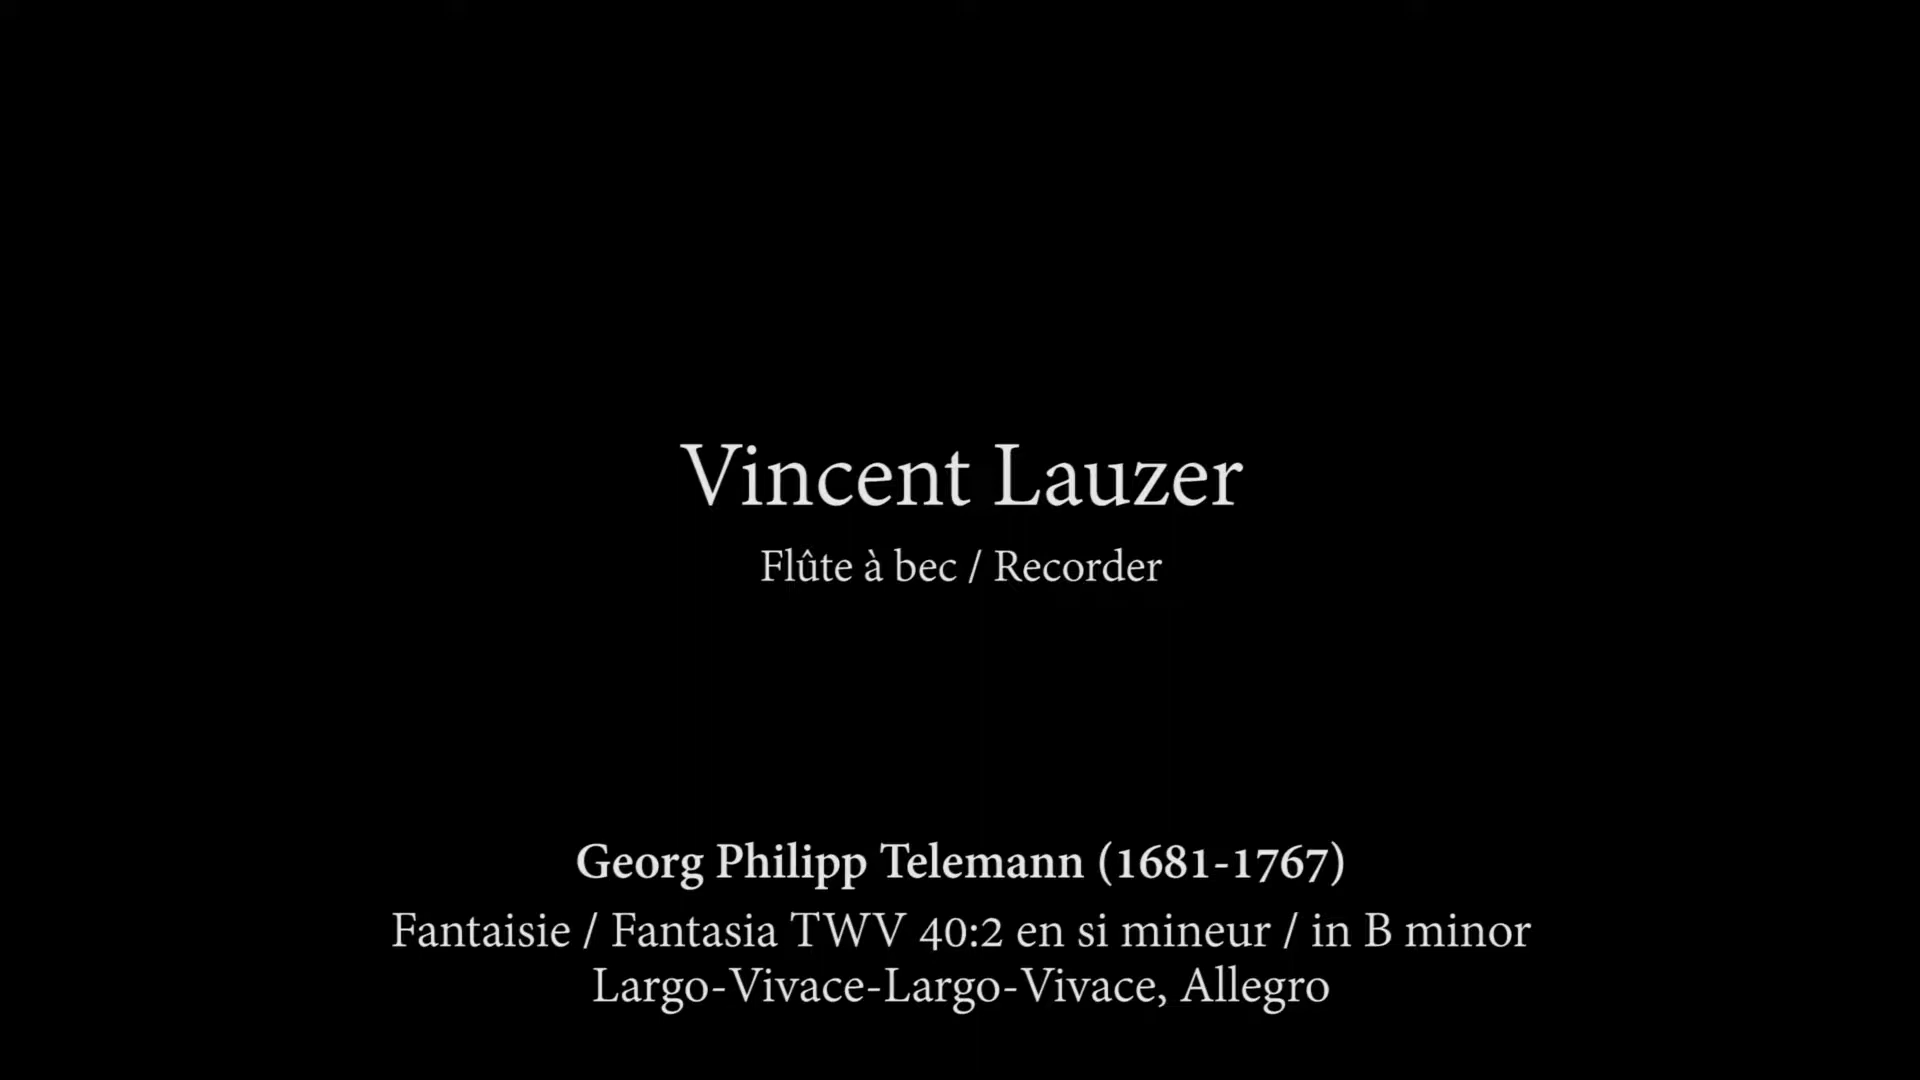 Vincent Lauzer
Flûte à bec / Recorder
Georg Philipp Telemann (1681-1767)
Fantaisie / Fantasia TWV 40:2 en si mineur / in B minor
Largo-Vivace-Largo-Vivace, Allegro